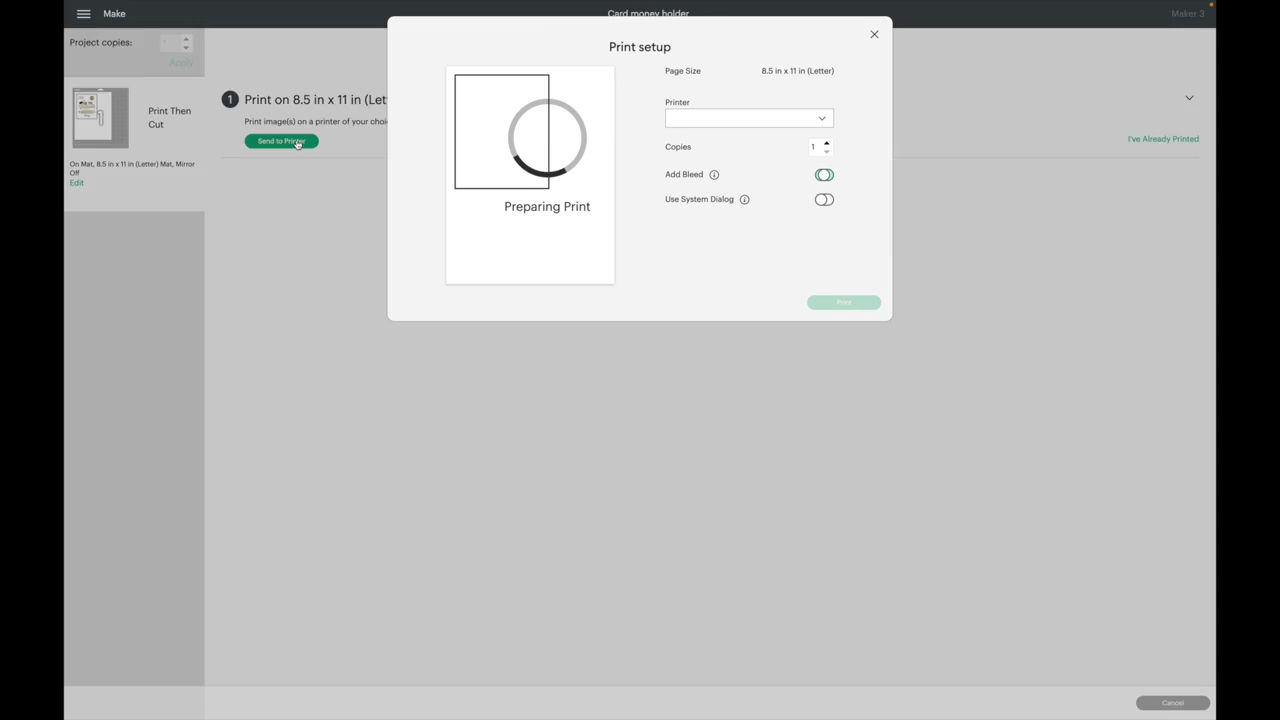 Make
Card money holder
Maker 3
Project copies:
Apply
Print Then
Cut
On Mat, 8.5 in x 11 in (Letter) Mat, Mirror
Off
Edit
1 Print on 8.5 in x 11 in (Let
Print image(s) on a printer of your choi
Send to Printer
I've Already Printed
Print setup
Preparing Print
Page Size 8.5 in x 11 in (Letter)
Printer
Copies 1
Add Bleed
Use System Dialog
Print
Cancel